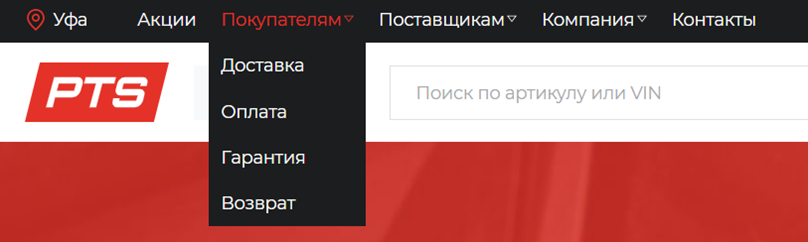 Уфа Акции Покупателям Поставщикам Компания Контакты
Доставка
PTS Поиск по артикулу или VIN
Оплата
Гарантия
Возврат